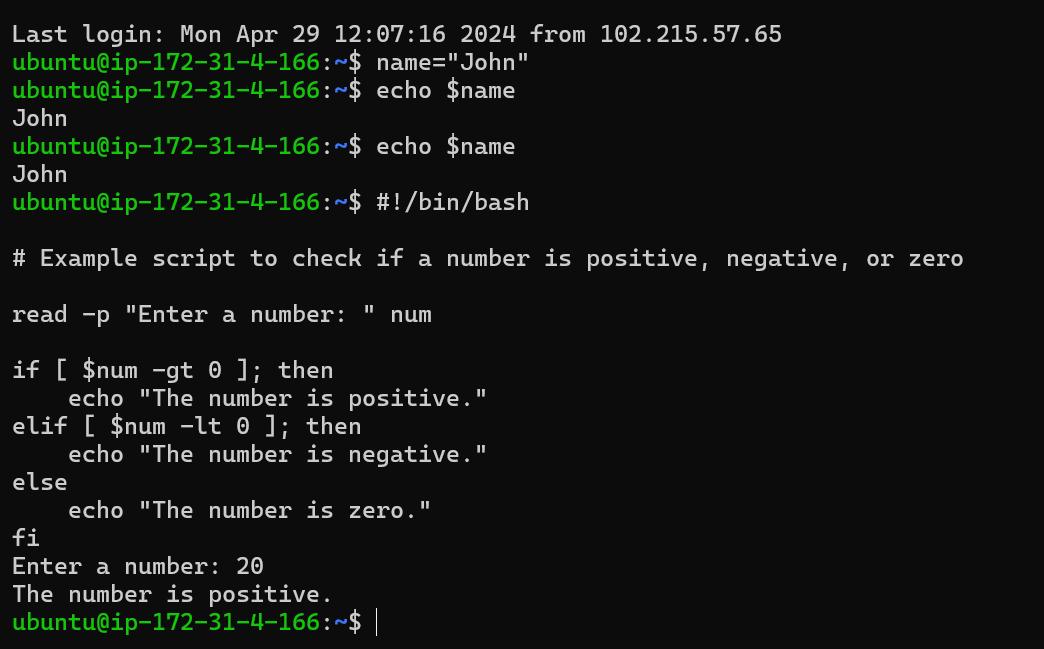 Last login: Mon Apr 29 12:07:16 2024 from 102.215.57.65
ubuntu@ip-172-31-4-166:~$ name="John"
ubuntu@ip-172-31-4-166:~$ echo $name
John
ubuntu@ip-172-31-4-166:~$ echo $name
John
ubuntu@ip-172-31-4-166:~$ #!/bin/bash
# Example script to check if a number is positive, negative, or zero
read -p "Enter a number: " num
if [ $num -gt 0 ]; then
    echo "The number is positive."
elif [ $num -lt 0 ]; then
    echo "The number is negative."
else
    echo "The number is zero."
fi
Enter a number: 20
The number is positive.
ubuntu@ip-172-31-4-166:~$